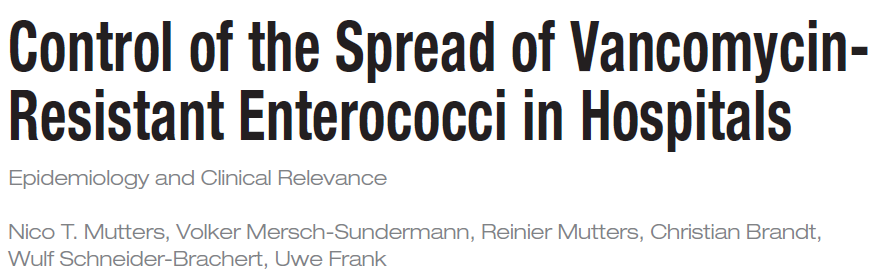 Control of the Spread of Vancomycin-
Resistant Enterococci in Hospitals
Epidemiology and Clinical Relevance
Nico T. Mutters, Volker Mersch-Sundermann, Reinier Mutters, Christian Brandt,
Wulf Schneider-Brachert, Uwe Frank